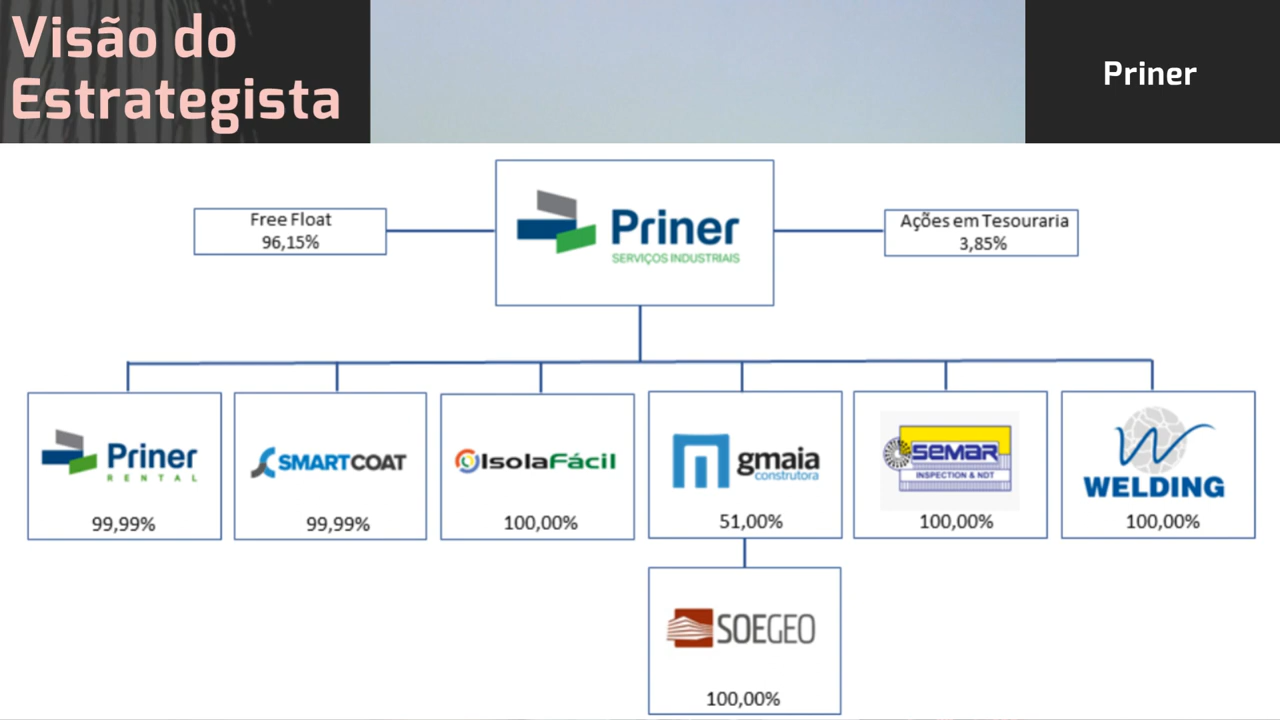 Visão do
Estrategista
Priner
Free Float
96,15%
Priner
SERVIÇOS INDUSTRIAIS
Ações em Tesouraria
3,85%
Priner
RENTAL
99,99%
SMARTCOAT
99,99%
IsolaFácil
100,00%
gmaia
construtora
51,00%
SEMAR
INSPECTION & NDT
100,00%
W
WELDING
100,00%
SOEGEO
100,00%